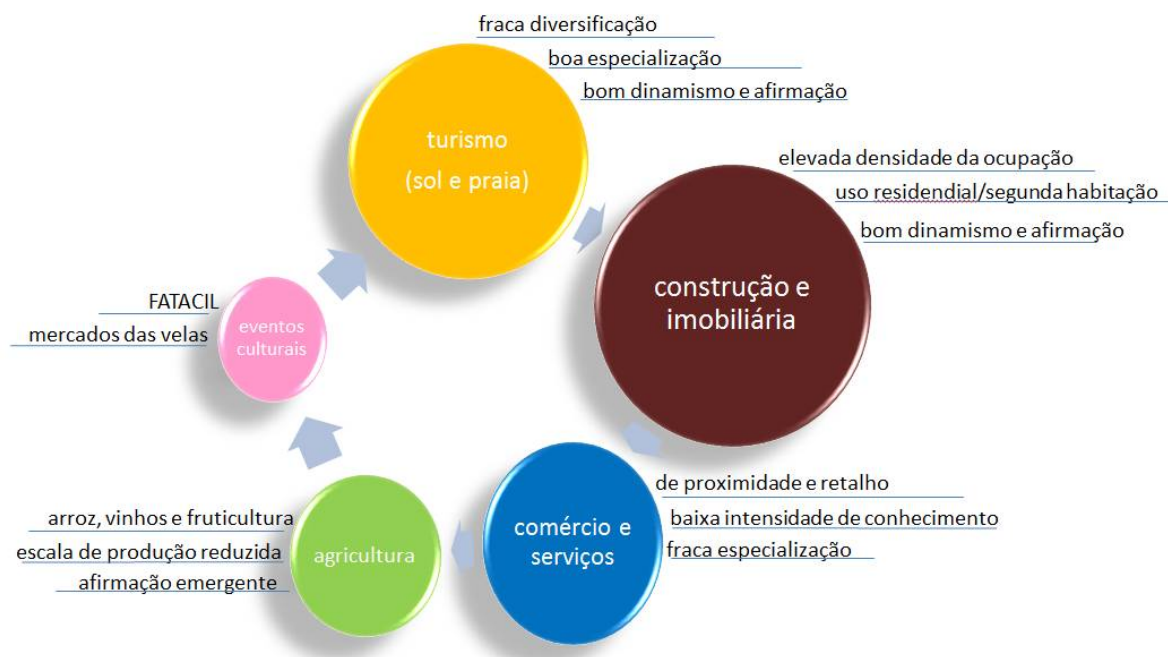 fraca diversificação
boa especialização
bom dinamismo e afirmação
turismo
(sol e praia)
elevada densidade da ocupação
uso residendial/segunda habitação
bom dinamismo e afirmação
construção e
imobiliária
de proximidade e retalho
baixa intensidade de conhecimento
fraca especialização
comércio e
serviços
arroz, vinhos e fruticultura
escala de produção reduzida
afirmação emergente
agricultura
FATACIL
mercados das velas
eventos
culturais